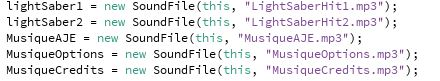 lightSaber1 = new SoundFile(this, "LightSaberHit1.mp3");
lightSaber2 = new SoundFile(this, "LightSaberHit2.mp3");
MusiqueAJE = new SoundFile(this, "MusiqueAJE.mp3");
MusiqueOptions = new SoundFile(this, "MusiqueOptions.mp3");
MusiqueCredits = new SoundFile(this, "MusiqueCredits.mp3");